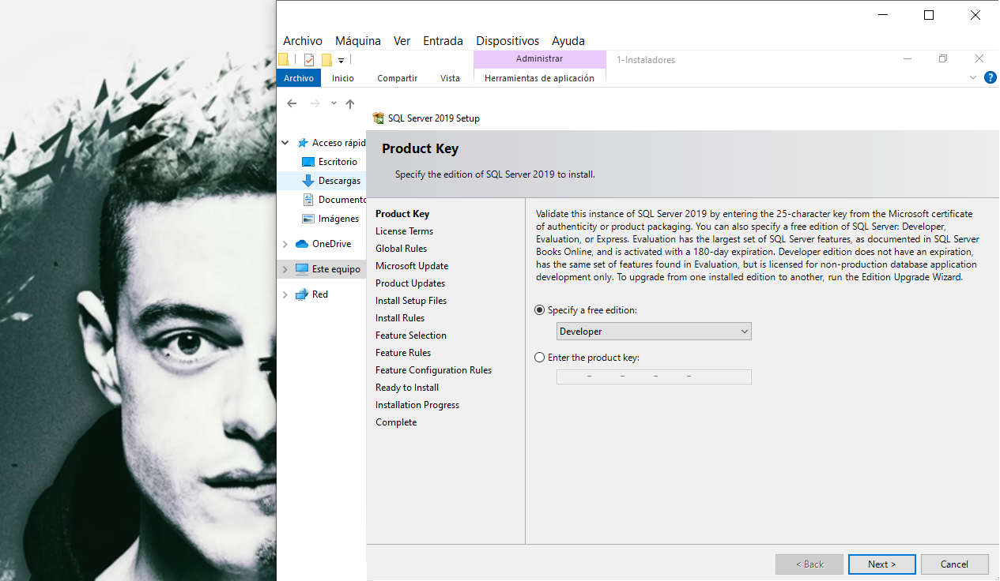 Archivo Máquina Ver Entrada Dispositivos Ayuda
Administrar 1-Instaladores
Archivo Inicio Compartir Vista Herramientas de aplicación
SQL Server 2019 Setup
Acceso rápid
Escritorio
Descargas
Documento
Imágenes
OneDrive
Este equipo
Red
Product Key
Specify the edition of SQL Server 2019 to install.
Product Key
License Terms
Global Rules
Microsoft Update
Product Updates
Install Setup Files
Install Rules
Feature Selection
Feature Rules
Feature Configuration Rules
Ready to Install
Installation Progress
Complete
Validate this instance of SQL Server 2019 by entering the 25-character key from the Microsoft certificate
of authenticity or product packaging. You can also specify a free edition of SQL Server: Developer,
Evaluation, or Express. Evaluation has the largest set of SQL Server features, as documented in SQL Server
Books Online, and is activated with a 180-day expiration. Developer edition does not have an expiration,
has the same set of features found in Evaluation, but is licensed for non-production database application
development only. To upgrade from one installed edition to another, run the Edition Upgrade Wizard.
Specify a free edition:
Developer
Enter the product key:
- - - -
< Back Next > Cancel